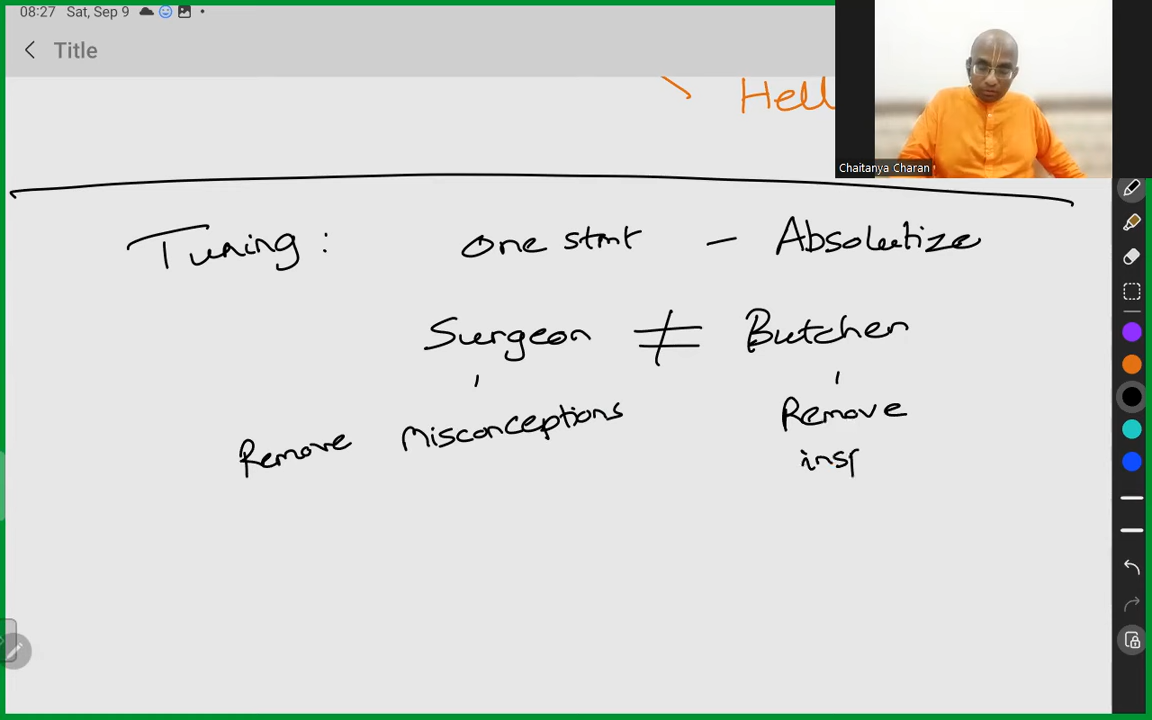 08:27 Sat, Sep 9
Title
Hell
Chaitanya Charan
Tuning : One stmt - Absolutize
Surgeon ≠ Butcher
Remove Misconceptions Remove
insp